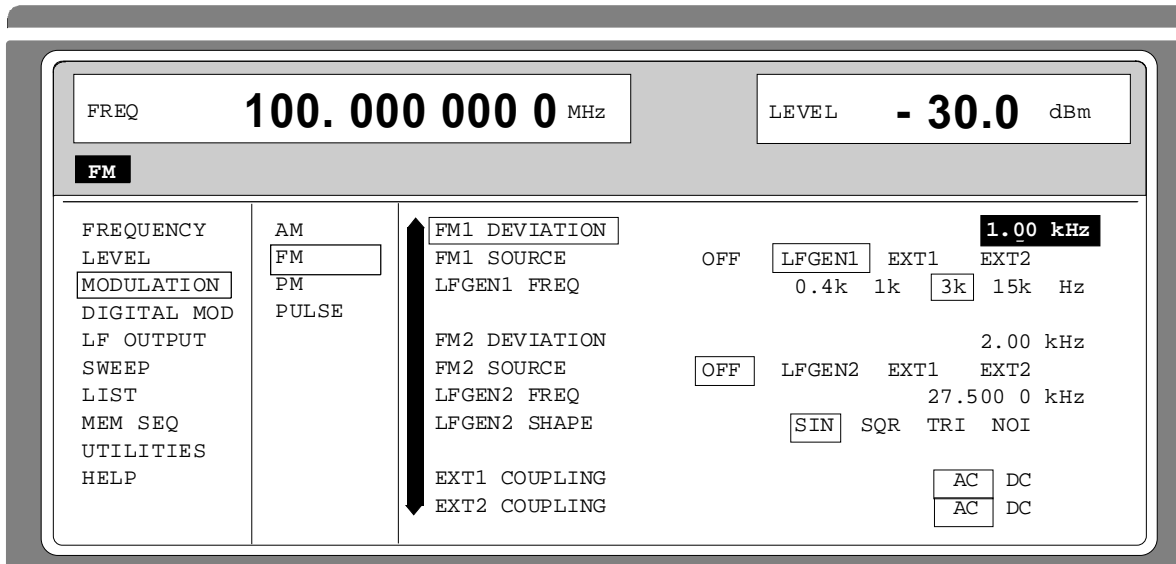 FREQ 100. 000 000 0 MHz
LEVEL - 30.0 dBm
FM
FREQUENCY
LEVEL
MODULATION
DIGITAL MOD
LF OUTPUT
SWEEP
LIST
MEM SEQ
UTILITIES
HELP
AM
FM
PM
PULSE
FM1 DEVIATION 1.00 kHz
FM1 SOURCE OFF LFGEN1 EXT1 EXT2
LFGEN1 FREQ 0.4k 1k 3k 15k Hz
FM2 DEVIATION 2.00 kHz
FM2 SOURCE OFF LFGEN2 EXT1 EXT2
LFGEN2 FREQ 27.500 0 kHz
LFGEN2 SHAPE SIN SQR TRI NOI
EXT1 COUPLING AC DC
EXT2 COUPLING AC DC